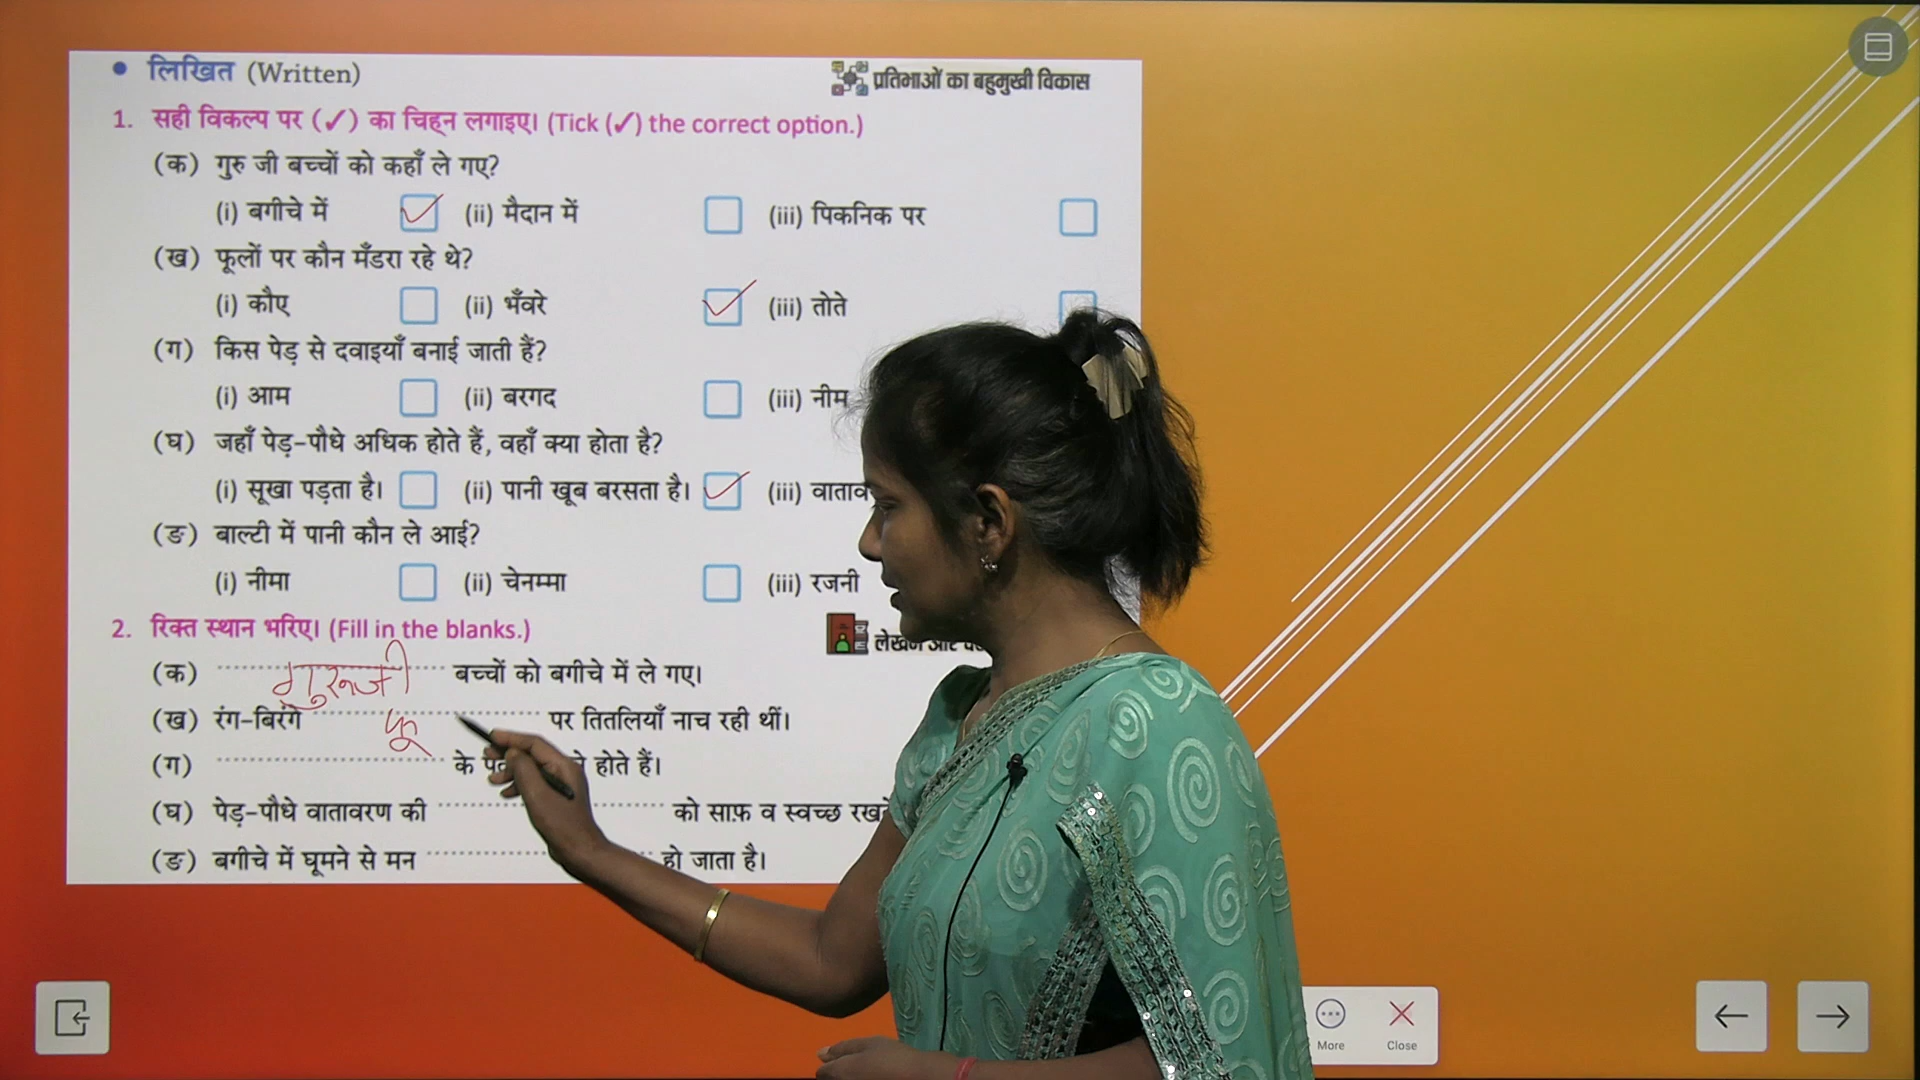 • लिखित (Written)
प्रतिभाओं का बहुमुखी विकास
1. सही विकल्प पर (✓) का चिह्न लगाइए। (Tick (✓) the correct option.)
(क) गुरु जी बच्चों को कहाँ ले गए?
(i) बगीचे में ✓ (ii) मैदान में (iii) पिकनिक पर
(ख) फूलों पर कौन मँडरा रहे थे?
(i) कौए (ii) भँवरे ✓ (iii) तोते
(ग) किस पेड़ से दवाइयाँ बनाई जाती हैं?
(i) आम (ii) बरगद (iii) नीम
(घ) जहाँ पेड़-पौधे अधिक होते हैं, वहाँ क्या होता है?
(i) सूखा पड़ता है। (ii) पानी खूब बरसता है। ✓ (iii)
(ङ) बाल्टी में पानी कौन ले आई?
(i) नीमा (ii) चेनम्मा (iii) रजनी
2. रिक्त स्थान भरिए। (Fill in the blanks.)
लेखन और
(क) गुरूजी बच्चों को बगीचे में ले गए।
(ख) रंग-बिरंगे फू पर तितलियाँ नाच रही थीं।
(ग) के होते हैं।
(घ) पेड़-पौधे वातावरण की को साफ़ व स्वच्छ
(ङ) बगीचे में घूमने से मन हो जाता है।
More Close